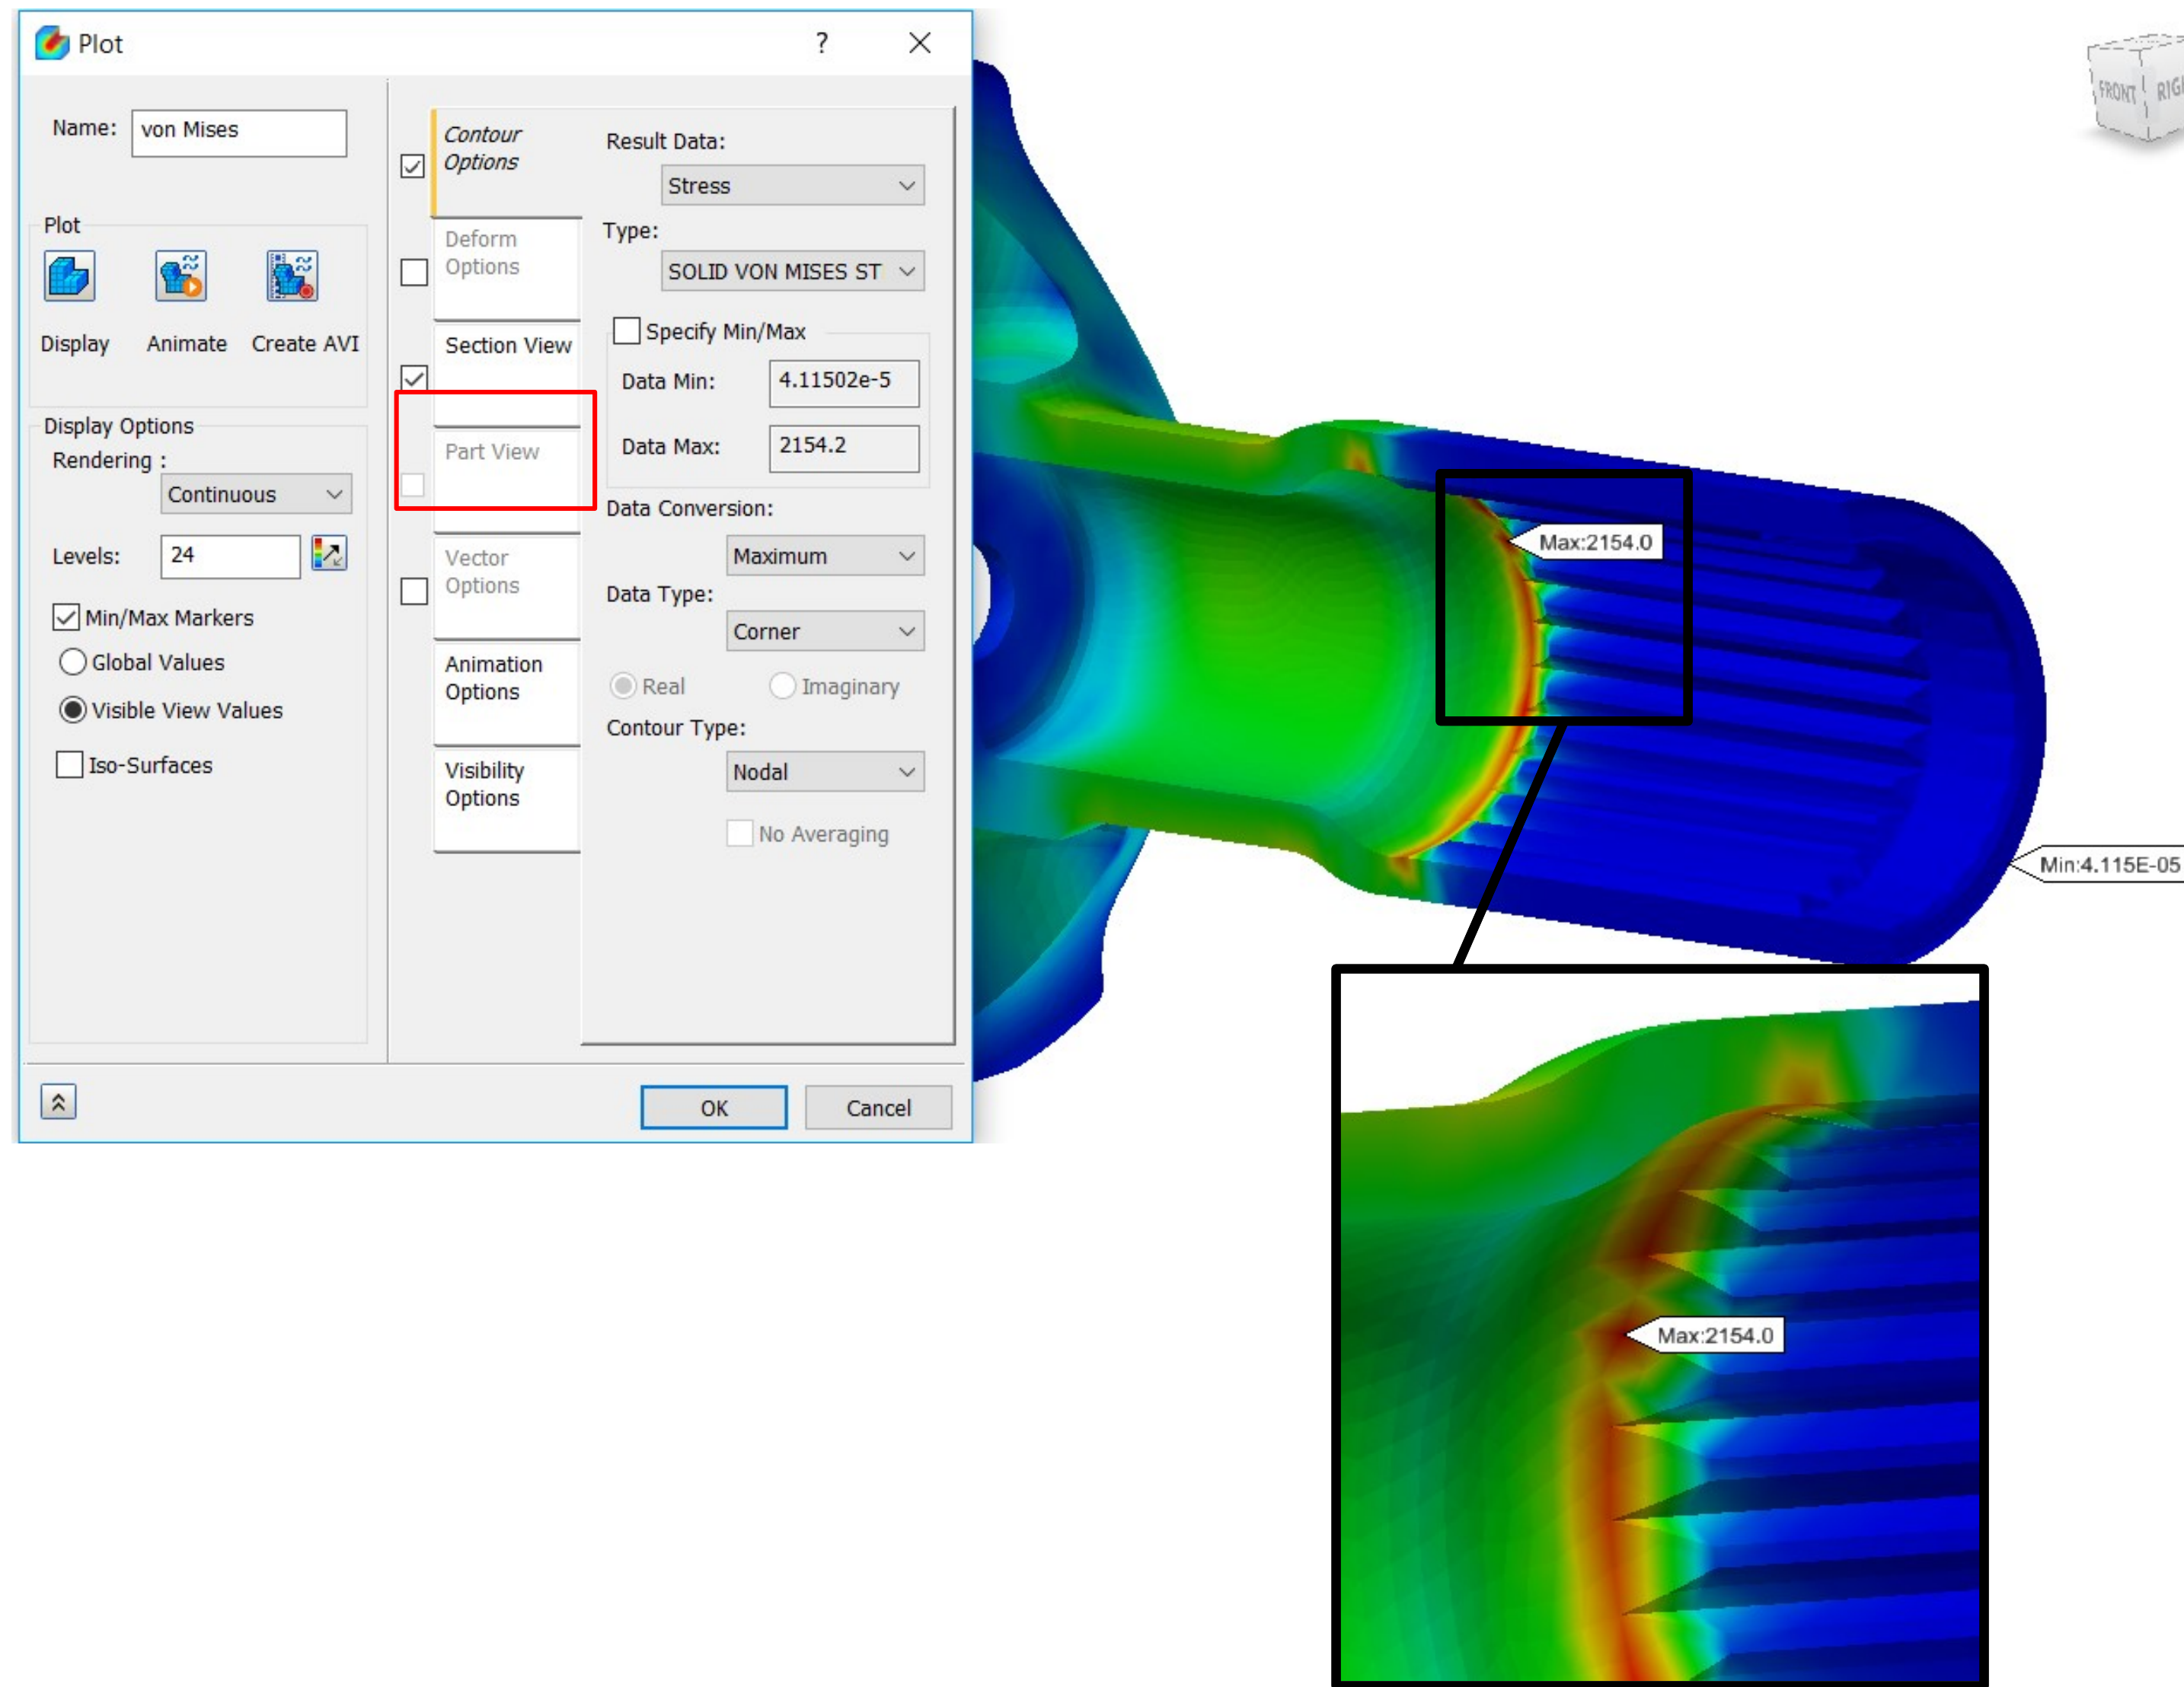 Plot
?
Name:
von Mises
Plot
Display
Animate
Create AVI
Display Options
Rendering :
Continuous
Levels:
24
Min/Max Markers
Global Values
Visible View Values
Iso-Surfaces
Contour
Options
Deform
Options
Section View
Part View
Vector
Options
Animation
Options
Visibility
Options
Result Data:
Stress
Type:
SOLID VON MISES ST
Specify Min/Max
Data Min:
4.11502e-5
Data Max:
2154.2
Data Conversion:
Maximum
Data Type:
Corner
Real
Imaginary
Contour Type:
Nodal
No Averaging
OK
Cancel
FRONT
Max:2154.0
Min:4.115E-05
Max:2154.0